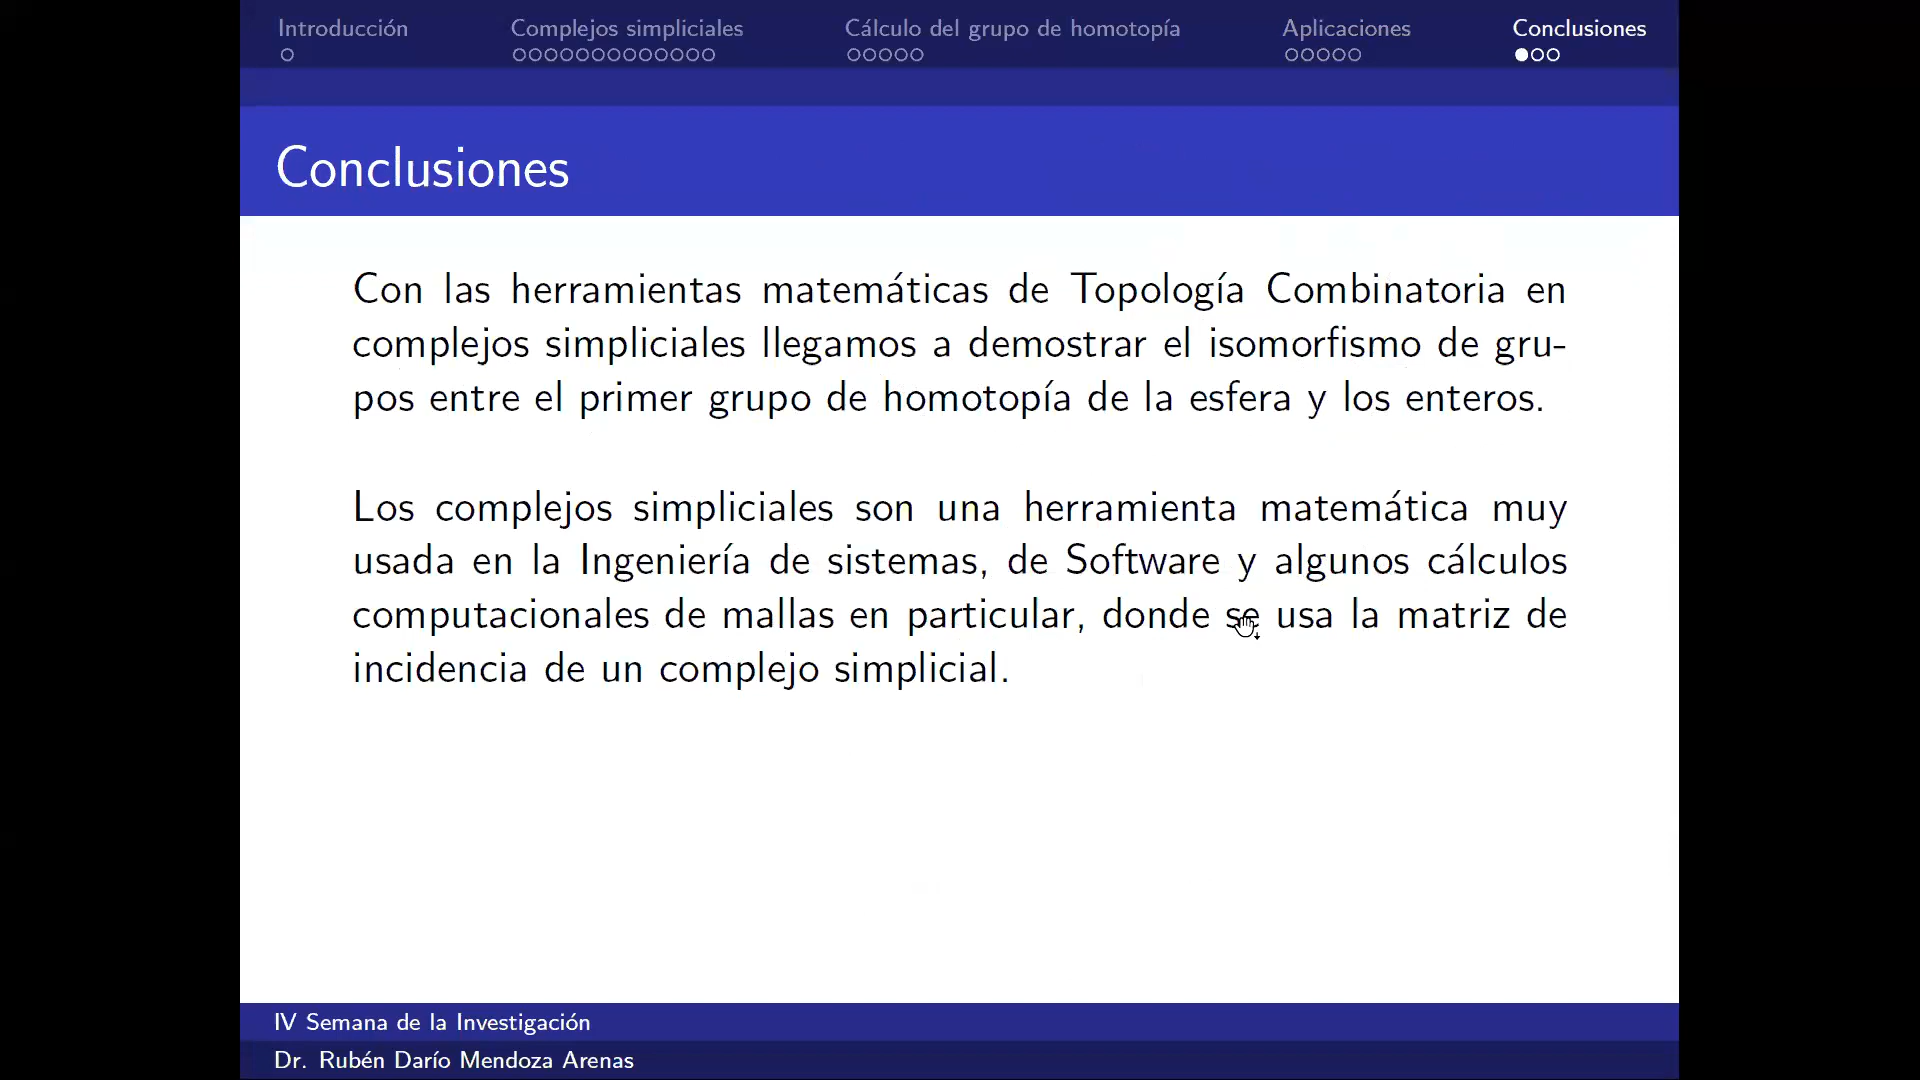 Introducción
Complejos simpliciales
Cálculo del grupo de homotopía
Aplicaciones
Conclusiones
Conclusiones
Con las herramientas matemáticas de Topología Combinatoria en
complejos simpliciales llegamos a demostrar el isomorfismo de gru-
pos entre el primer grupo de homotopía de la esfera y los enteros.
Los complejos simpliciales son una herramienta matemática muy
usada en la Ingeniería de sistemas, de Software y algunos cálculos
computacionales de mallas en particular, donde se usa la matriz de
incidencia de un complejo simplicial.
IV Semana de la Investigación
Dr. Rubén Darío Mendoza Arenas